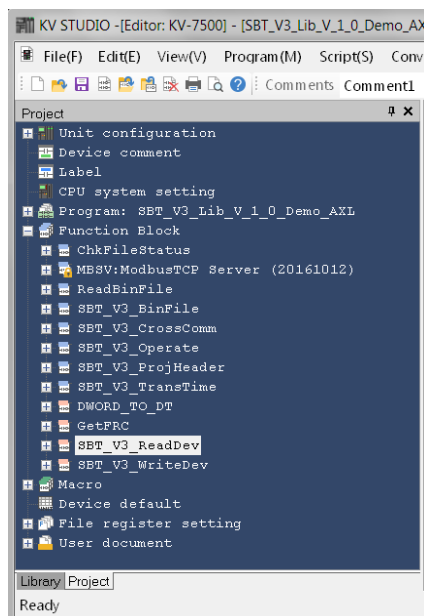 KV STUDIO -[Editor: KV-7500] - [SBT_V3_Lib_V_1_0_Demo_AX
File(F) Edit(E) View(V) Program(M) Script(S) Conv
Comments Comment1
Project
Unit configuration
Device comment
Label
CPU system setting
Program: SBT_V3_Lib_V_1_0_Demo_AXL
Function Block
ChkFileStatus
MBSV:ModbusTCP Server (20161012)
ReadBinFile
SBT_V3_BinFile
SBT_V3_CrossComm
SBT_V3_Operate
SBT_V3_ProjHeader
SBT_V3_TransTime
DWORD_TO_DT
GetFRC
SBT_V3_ReadDev
SBT_V3_WriteDev
Macro
Device default
File register setting
User document
Library Project
Ready